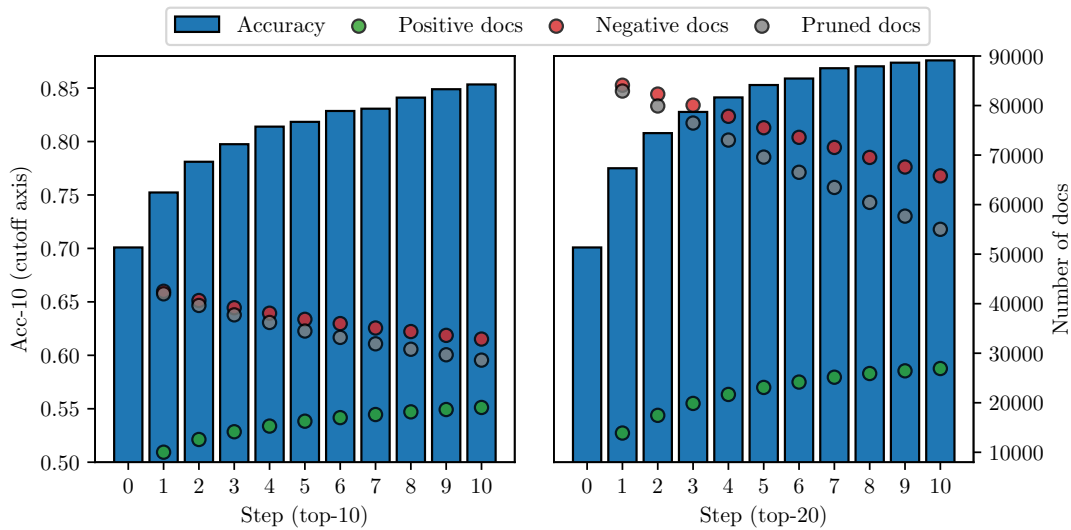 Accuracy Positive docs Negative docs Pruned docs
Acc-10 (cutoff axis)
0.85
0.80
0.75
0.70
0.65
0.60
0.55
0.50
0 1 2 3 4 5 6 7 8 9 10
Step (top-10)
0 1 2 3 4 5 6 7 8 9 10
Step (top-20)
90000
80000
70000
60000
50000
40000
30000
20000
10000
Number of docs